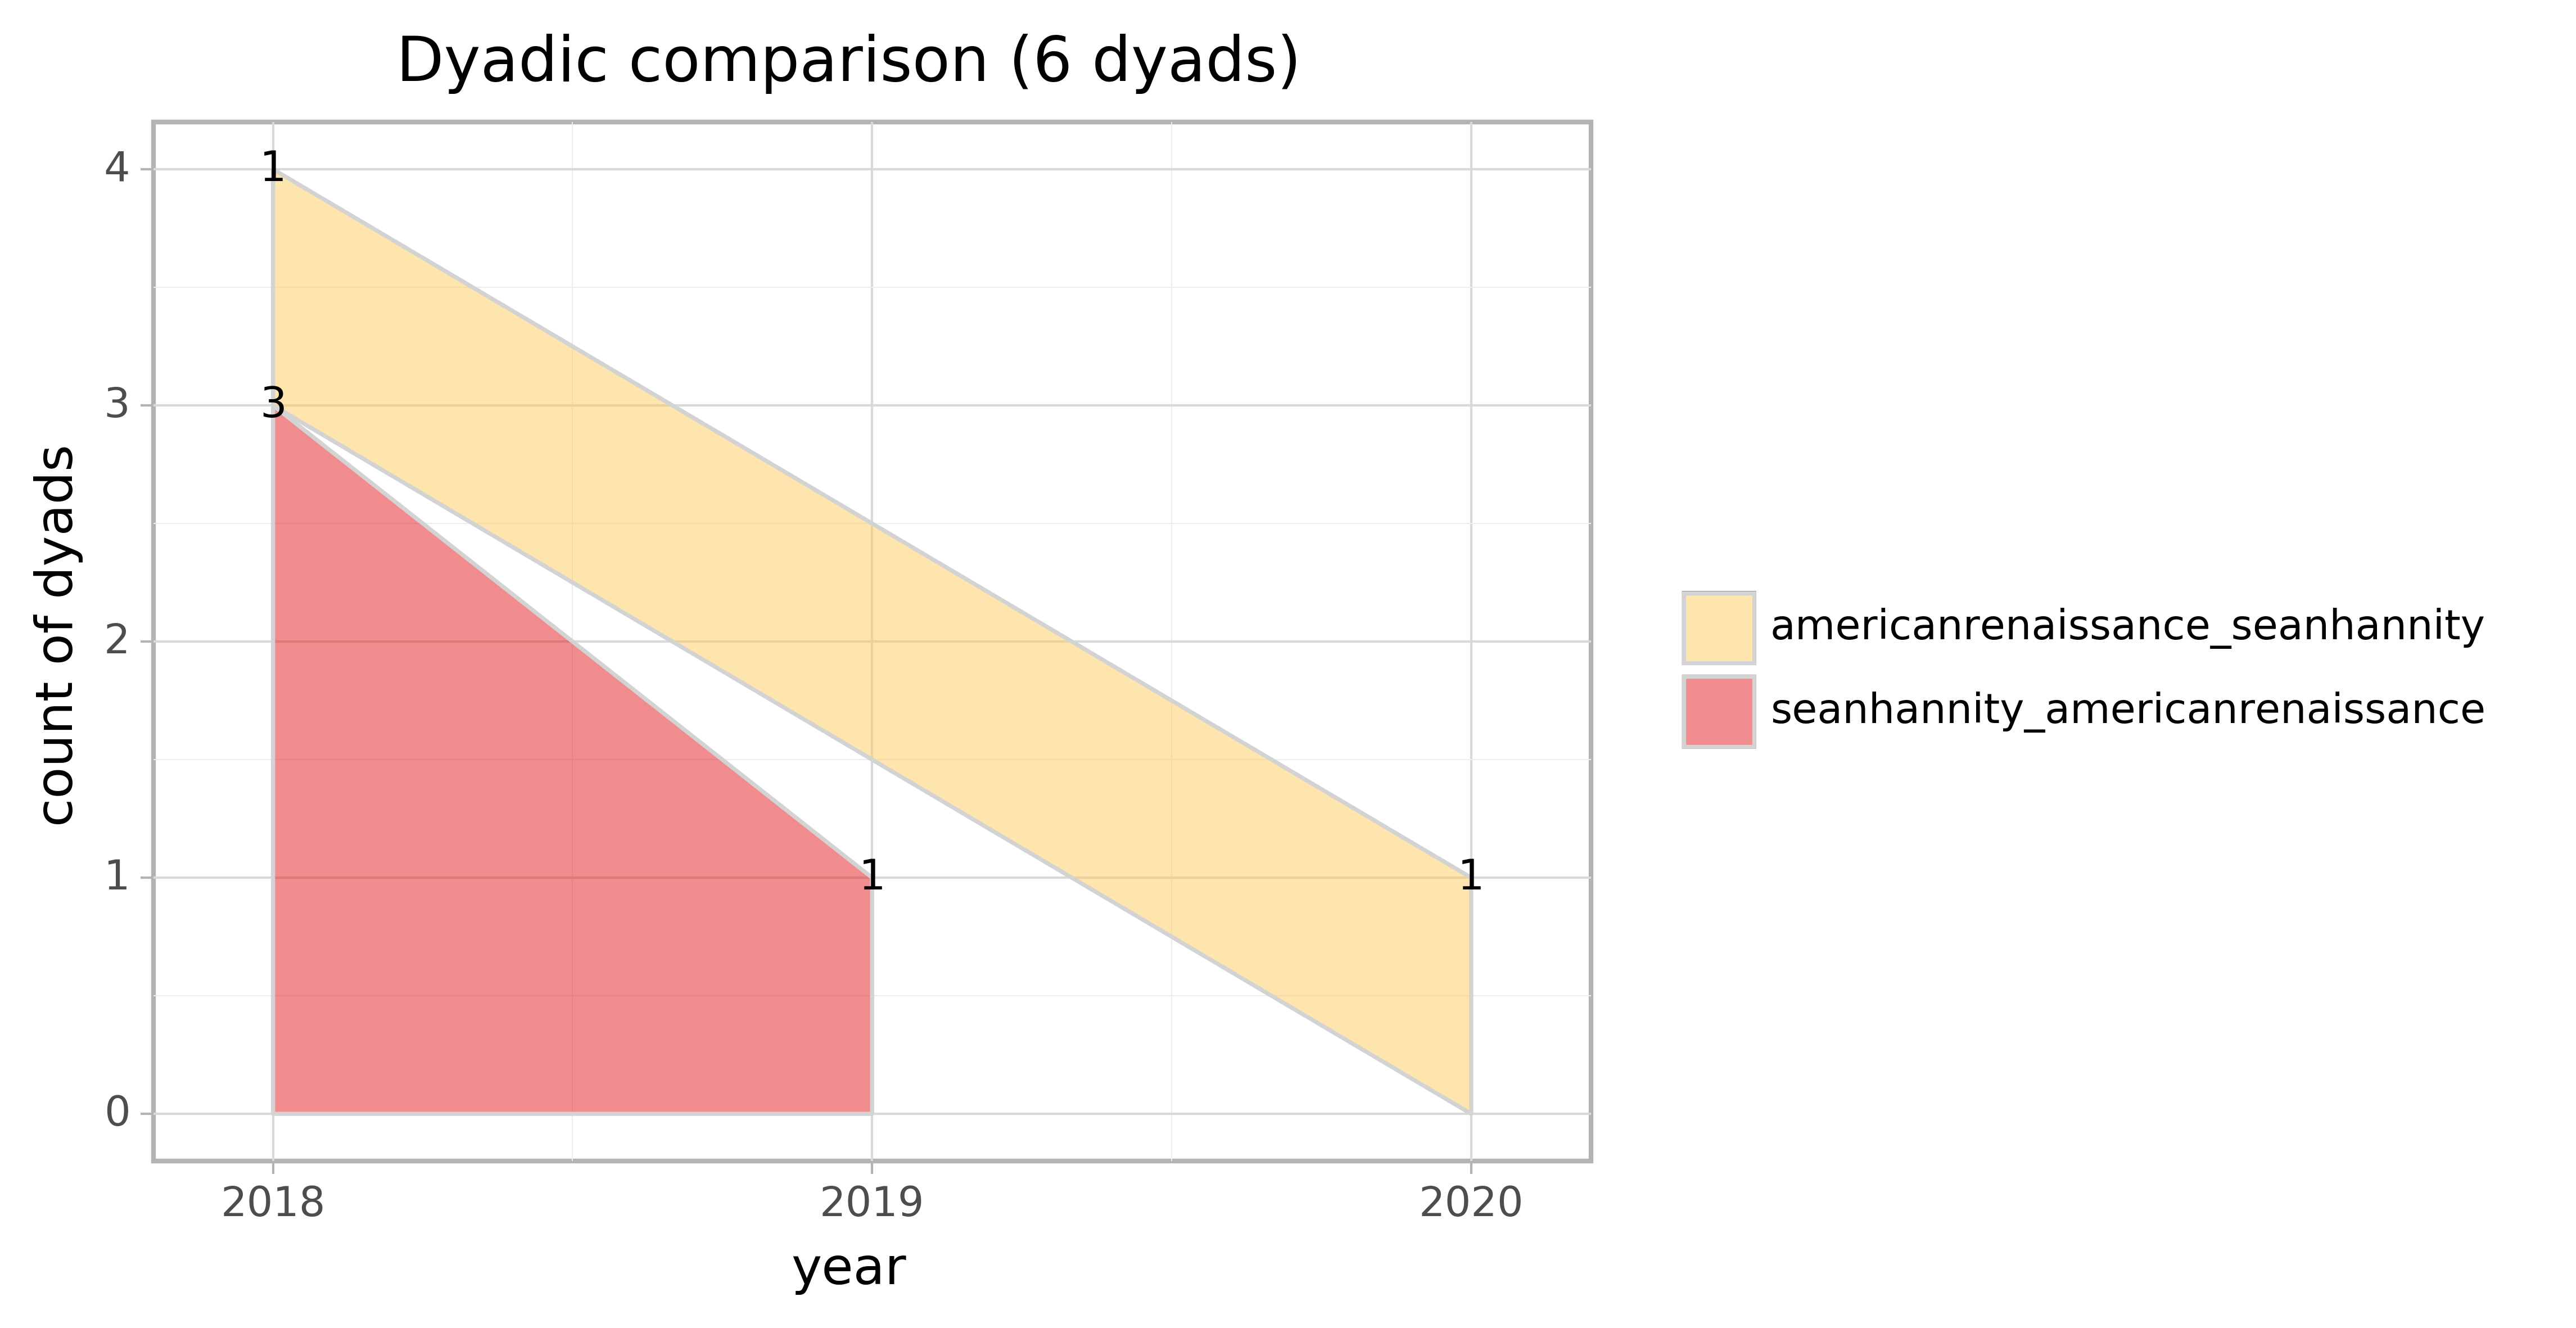 Dyadic comparison (6 dyads)
4
3
2
1
0
count of dyads
1
3
1
1
2018 2019 2020
year
americanrenaissance_seanhannity
seanhannity_americanrenaissance